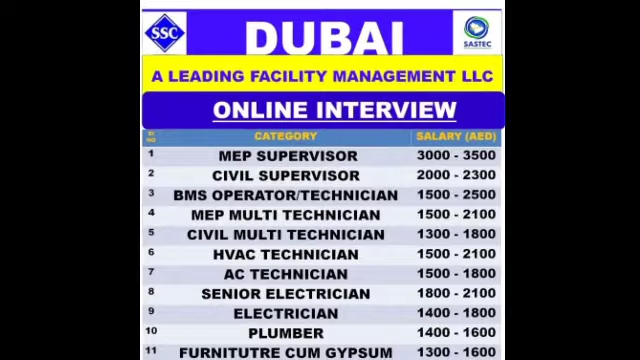 SSC
DUBAI
SASTEC
A LEADING FACILITY MANAGEMENT LLC
ONLINE INTERVIEW
SR NO CATEGORY SALARY (AED)
1 MEP SUPERVISOR 3000 - 3500
2 CIVIL SUPERVISOR 2000 - 2300
3 BMS OPERATOR/TECHNICIAN 1500 - 2500
4 MEP MULTI TECHNICIAN 1500 - 2100
5 CIVIL MULTI TECHNICIAN 1300 - 1800
6 HVAC TECHNICIAN 1500 - 2100
7 AC TECHNICIAN 1500 - 1800
8 SENIOR ELECTRICIAN 1800 - 2100
9 ELECTRICIAN 1400 - 1800
10 PLUMBER 1400 - 1600
11 FURNITUTRE CUM GYPSUM 1300 - 1600